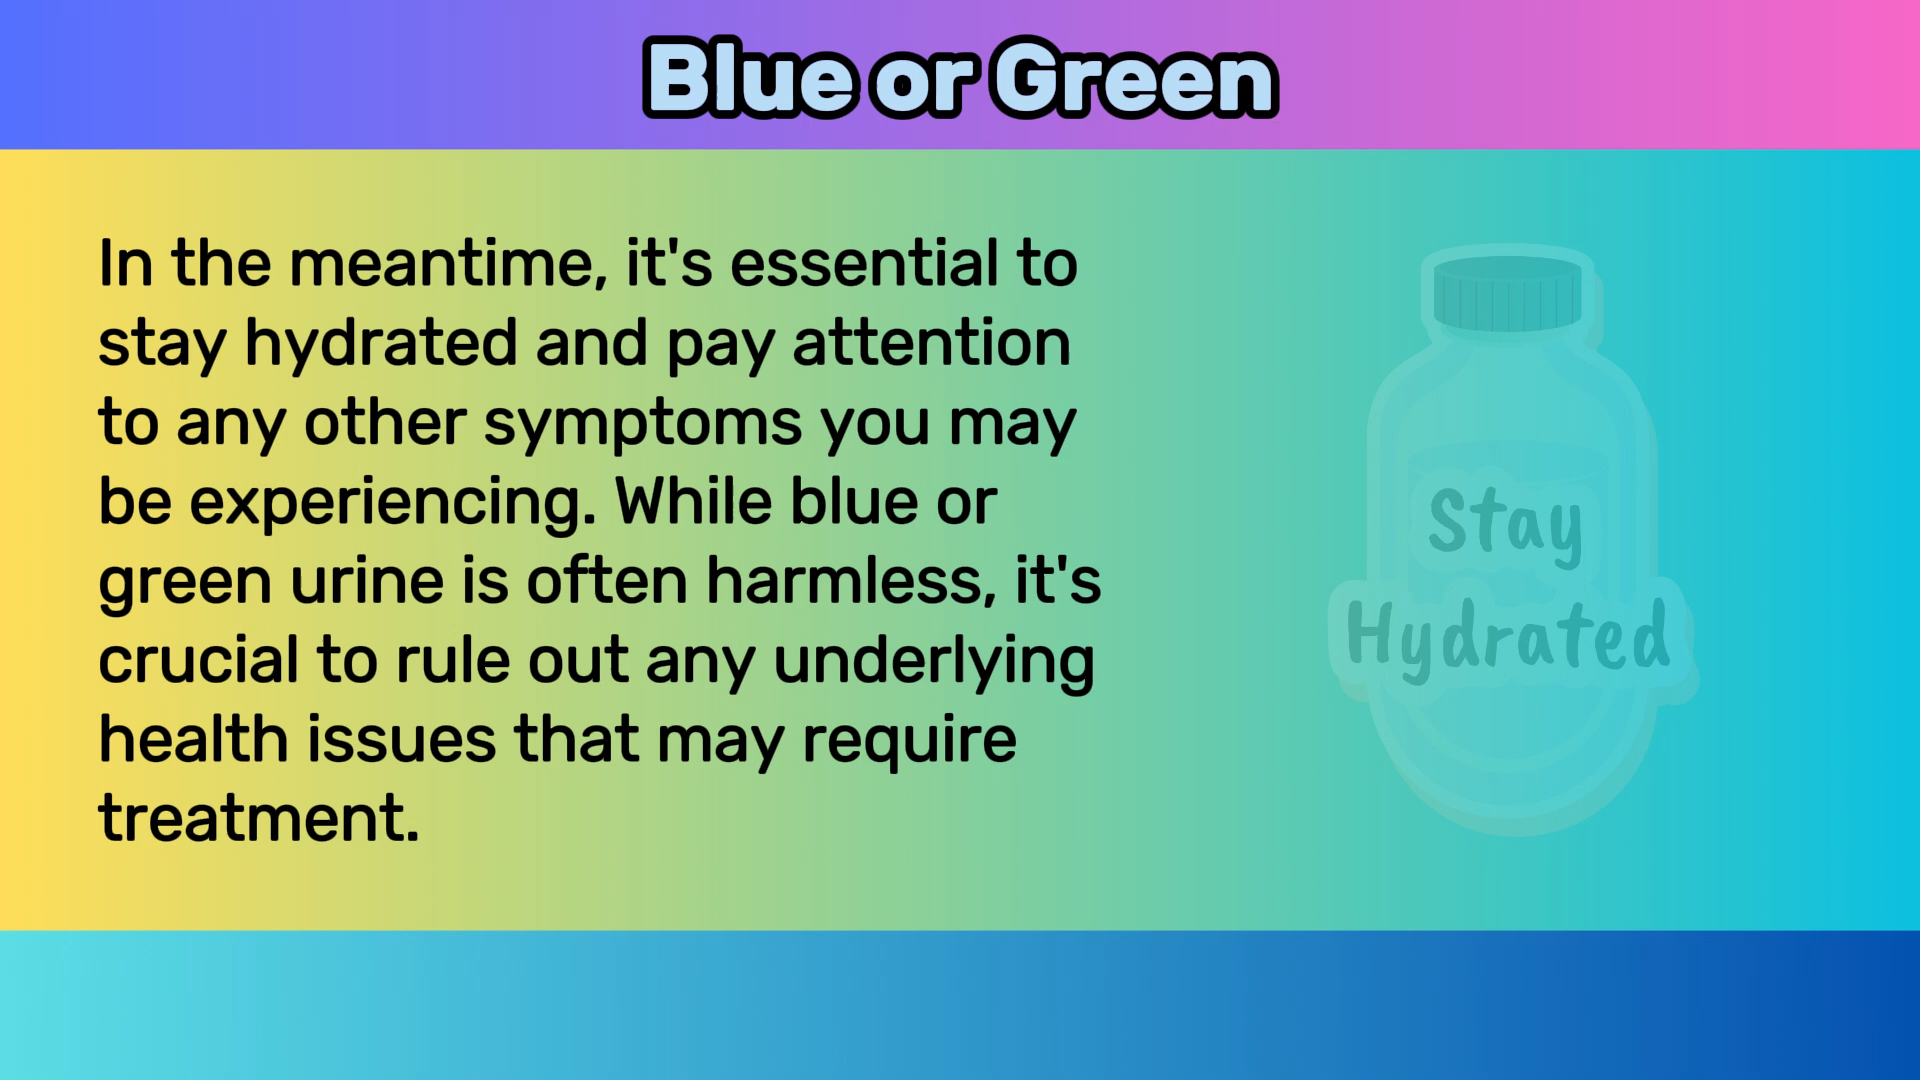 Blue or Green
In the meantime, it's essential to
stay hydrated and pay attention
to any other symptoms you may
be experiencing. While blue or
green urine is often harmless, it's
crucial to rule out any underlying
health issues that may require
treatment.
Stay
Hydrated